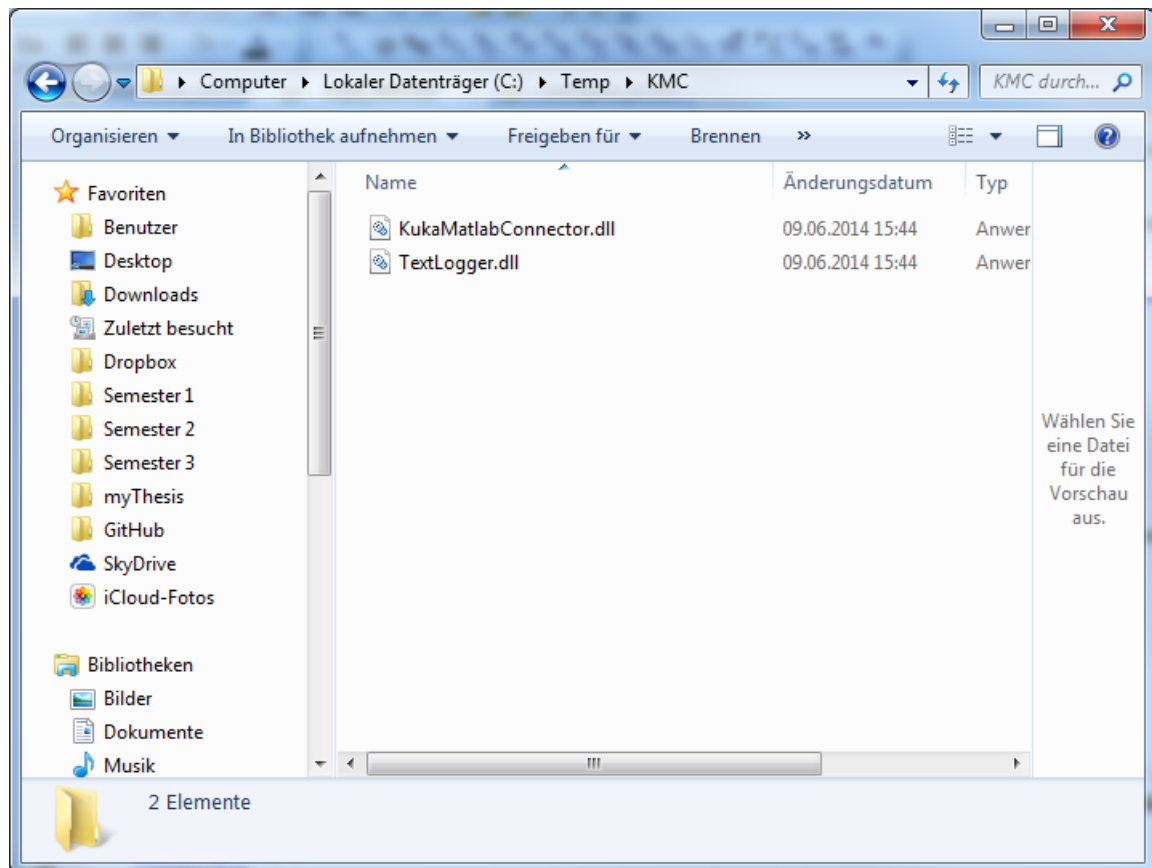 Computer Lokaler Datenträger (C:) Temp KMC KMC durch...
Organisieren In Bibliothek aufnehmen Freigeben für Brennen »
Favoriten
Benutzer
Desktop
Downloads
Zuletzt besucht
Dropbox
Semester 1
Semester 2
Semester 3
myThesis
GitHub
SkyDrive
iCloud-Fotos
Bibliotheken
Bilder
Dokumente
Musik
Name Änderungsdatum Typ
KukaMatlabConnector.dll 09.06.2014 15:44 Anwer
TextLogger.dll 09.06.2014 15:44 Anwer
Wählen Sie
eine Datei
für die
Vorschau
aus.
2 Elemente